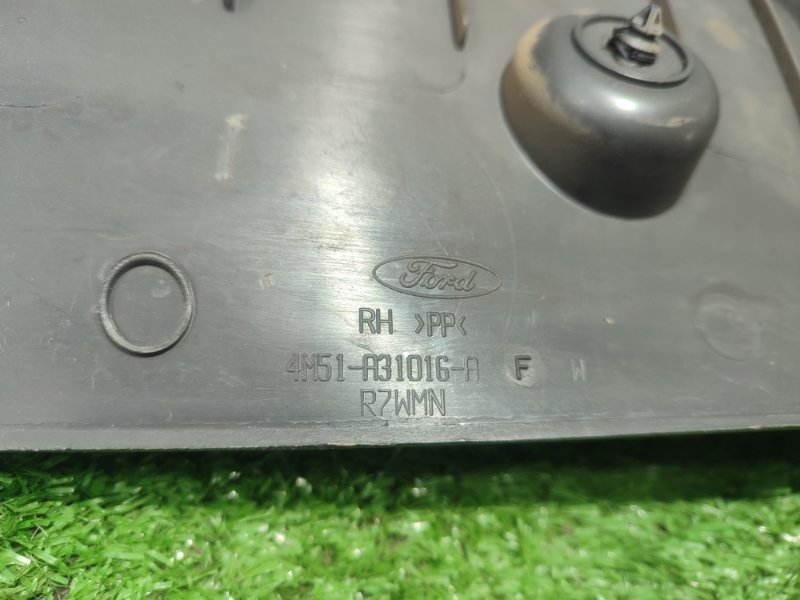 Ford
RH >PP<
4M51-A31016-A F W
R7WMN